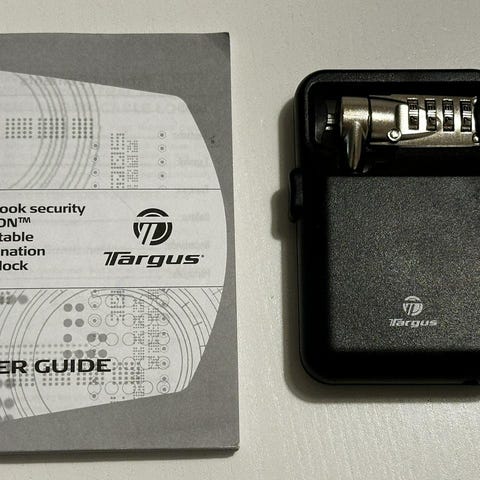 ook security
ON™
table
nation
lock
Targus®
ER GUIDE
Targus